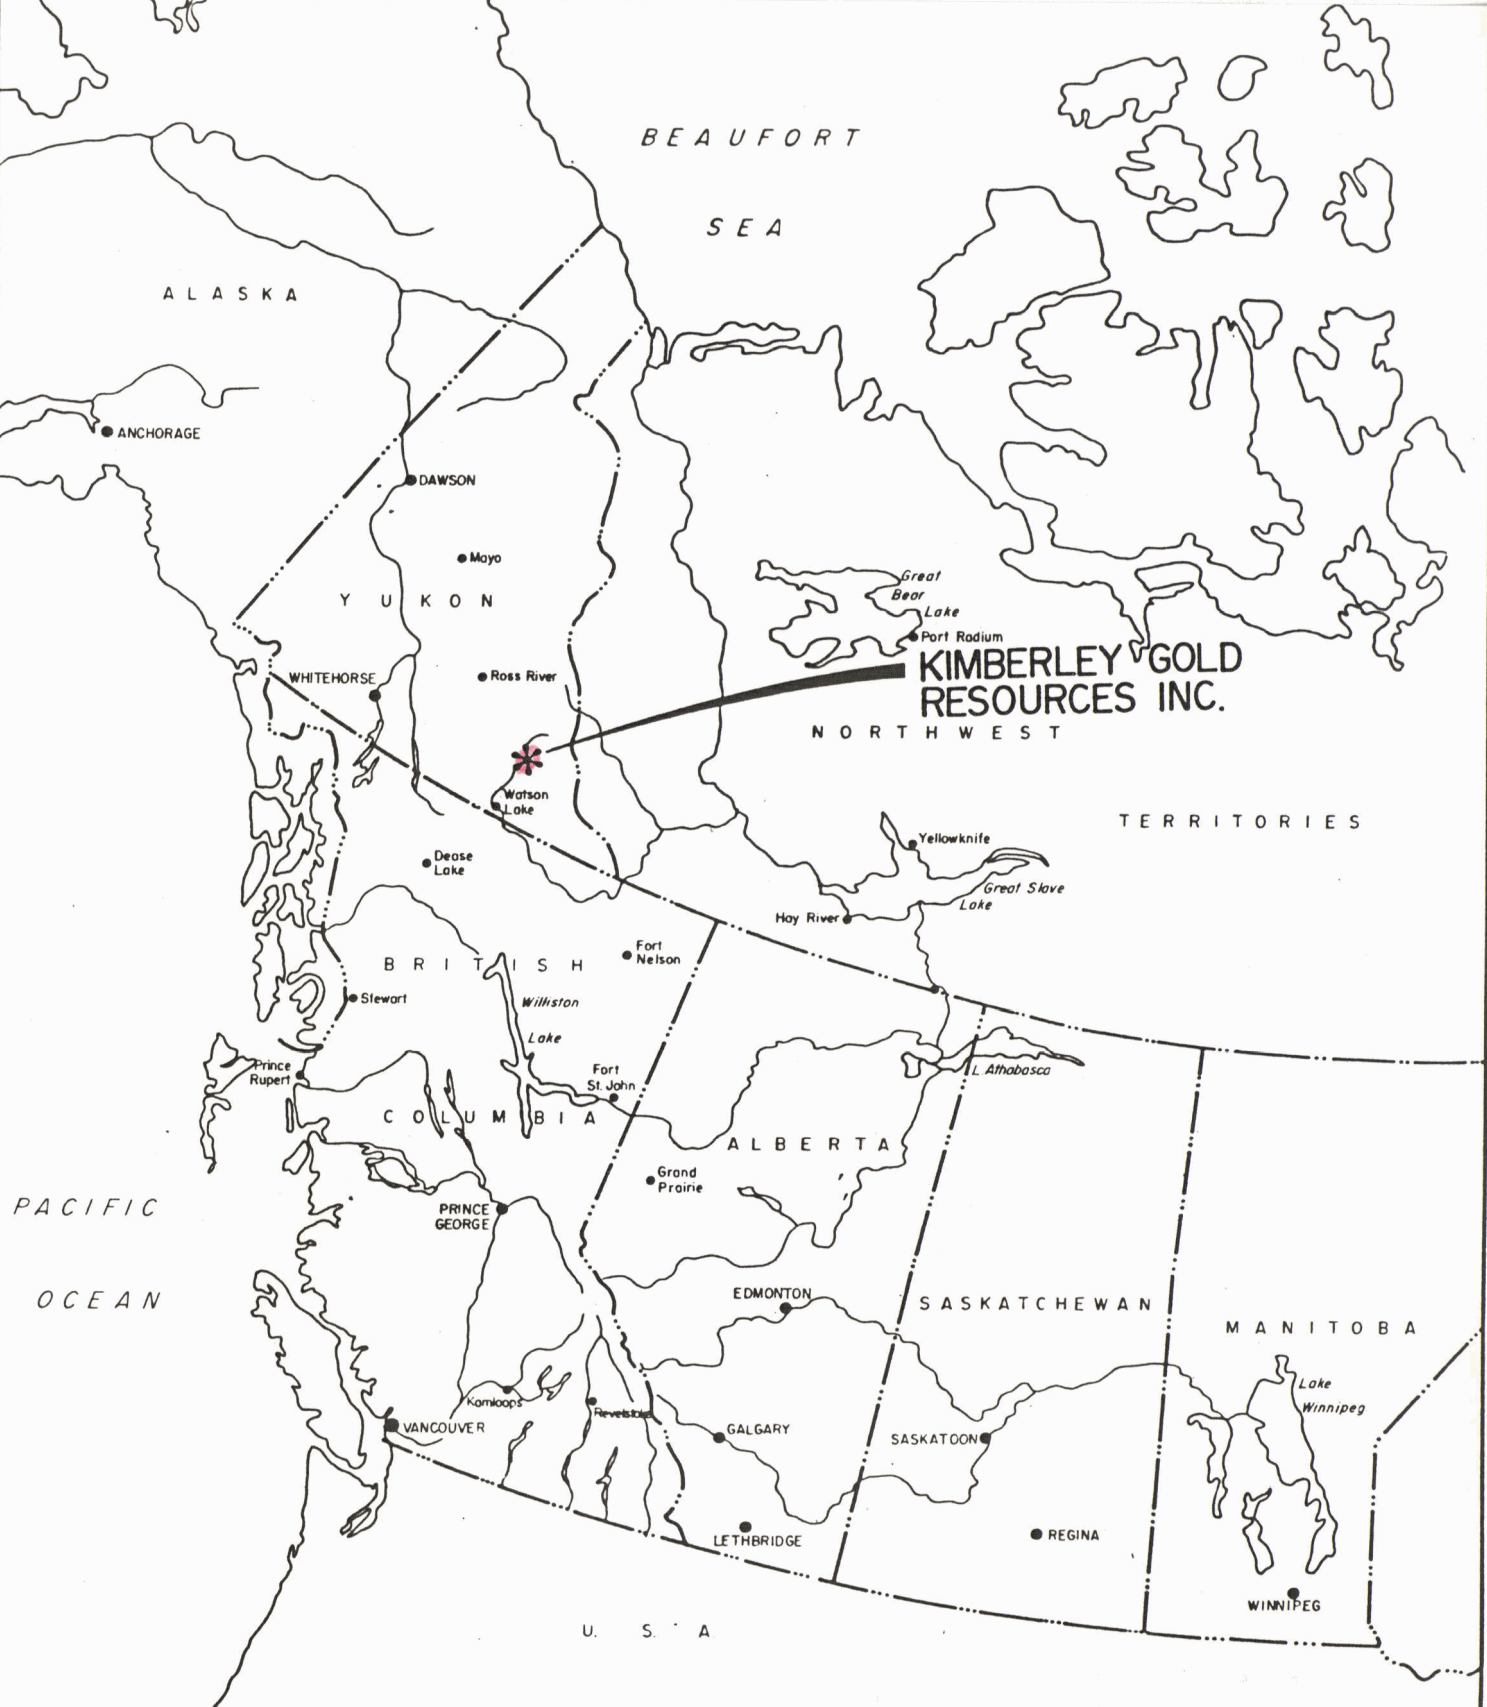 BEAUFORT
SEA
ALASKA
ANCHORAGE
DAWSON
Mayo
YUKON
Great
Bear
Lake
Port Radium
KIMBERLEY GOLD
RESOURCES INC.
WHITEHORSE
Ross River
NORTHWEST
TERRITORIES
Watson
Lake
Dease
Lake
Yellowknife
Great Slave
Lake
Hay River
BRITISH
Fort
Nelson
Stewart
Williston
Lake
Prince
Rupert
Fort
St. John
L. Athabasca
COLUMBIA
ALBERTA
Grand
Prairie
PACIFIC
OCEAN
PRINCE
GEORGE
EDMONTON
SASKATCHEWAN
MANITOBA
Lake
Winnipeg
Kamloops
Revelstoke
VANCOUVER
GALGARY
SASKATOON
LETHBRIDGE
REGINA
WINNIPEG
U. S. A